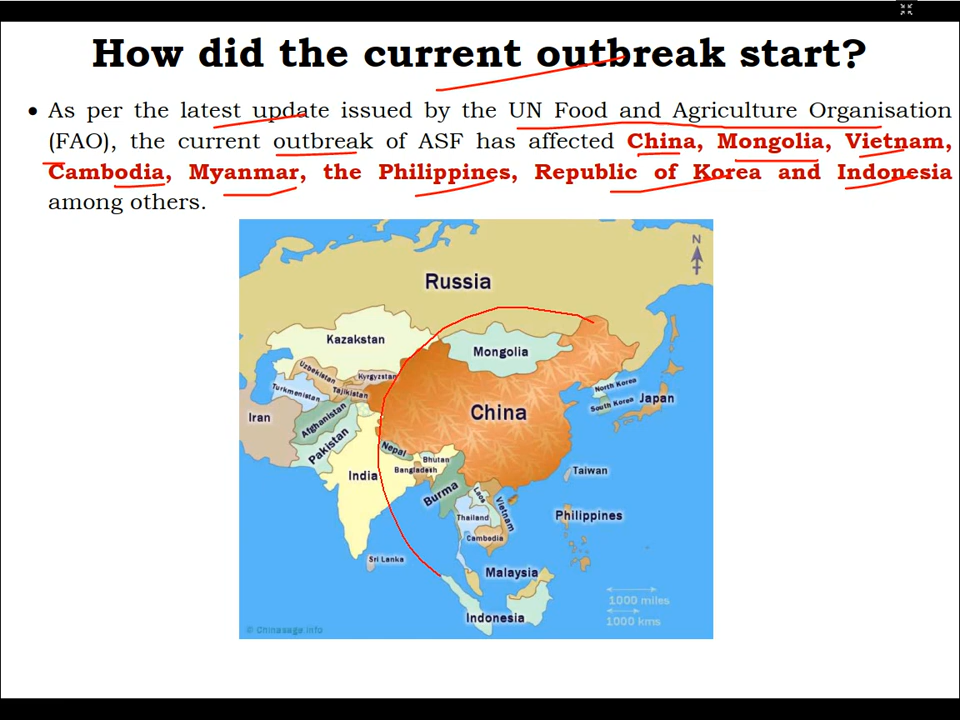 How did the current outbreak start?
• As per the latest update issued by the UN Food and Agriculture Organisation
(FAO), the current outbreak of ASF has affected China, Mongolia, Vietnam,
Cambodia, Myanmar, the Philippines, Republic of Korea and Indonesia
among others.
N
Russia
Kazakstan
Mongolia
Uzbekistan
Kyrgyzstan
Turkmenistan
Tajikistan
North Korea
South Korea
Japan
Iran
Afghanistan
China
Pakistan
Nepal
Bhutan
India
Bangladesh
Taiwan
Burma
Laos
Vietnam
Thailand
Philippines
Cambodia
Sri Lanka
Malaysia
1000 miles
Indonesia
1000 kms
© Chinasage.info